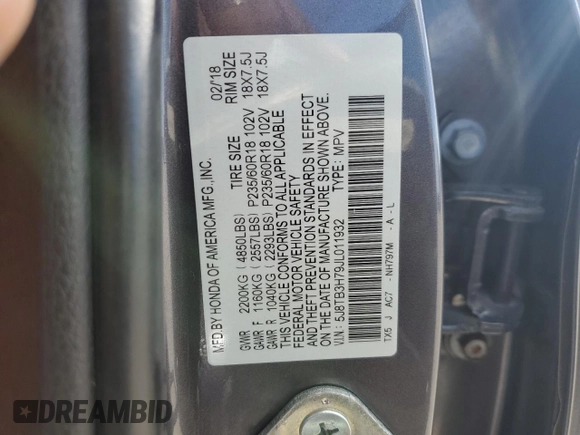 MFD.BY HONDA OF AMERICA MFG., INC. 02/'18
TIRE SIZE RIM SIZE
GVWR 2200KG (4850LBS)
GAWR F 1160KG (2557LBS) P235/60R18 102V 18X7.5J
GAWR R 1040KG (2293LBS) P235/60R18 102V 18X7.5J
THIS VEHICLE CONFORMS TO ALL APPLICABLE
FEDERAL MOTOR VEHICLE SAFETY
AND THEFT PREVENTION STANDARDS IN EFFECT
ON THE DATE OF MANUFACTURE SHOWN ABOVE.
V.I.N.: 5J8TB3H79JL011932 TYPE: MPV
TX5 J AC7 -NH797M -A -L
DREAMBID